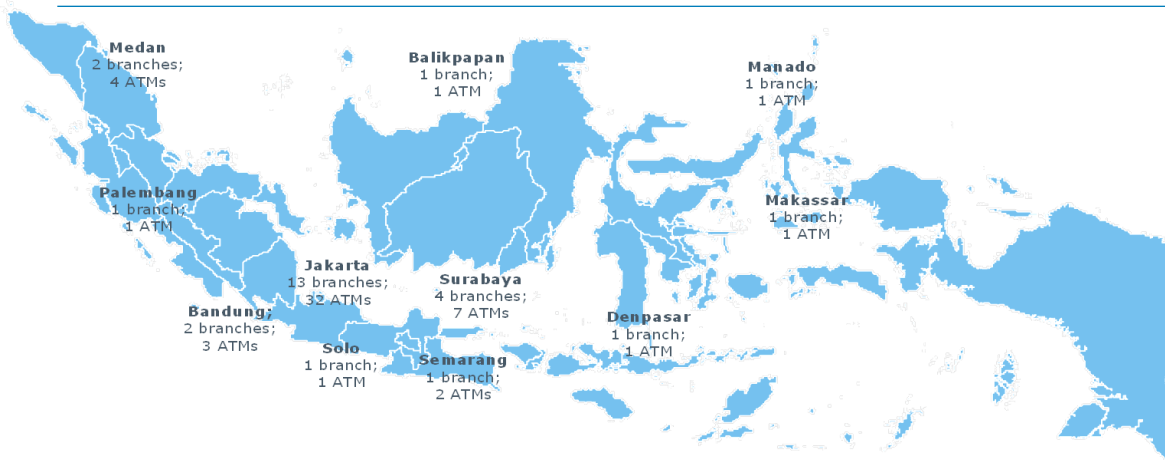 Medan
2 branches;
4 ATMs
Balikpapan
1 branch;
1 ATM
Manado
1 branch;
1 ATM
Palembang
1 branch;
1 ATM
Makassar
1 branch;
1 ATM
Jakarta
13 branches;
32 ATMs
Surabaya
4 branches;
7 ATMs
Bandung;
2 branches;
3 ATMs
Denpasar
1 branch;
1 ATM
Solo
1 branch;
1 ATM
Semarang
1 branch;
2 ATMs